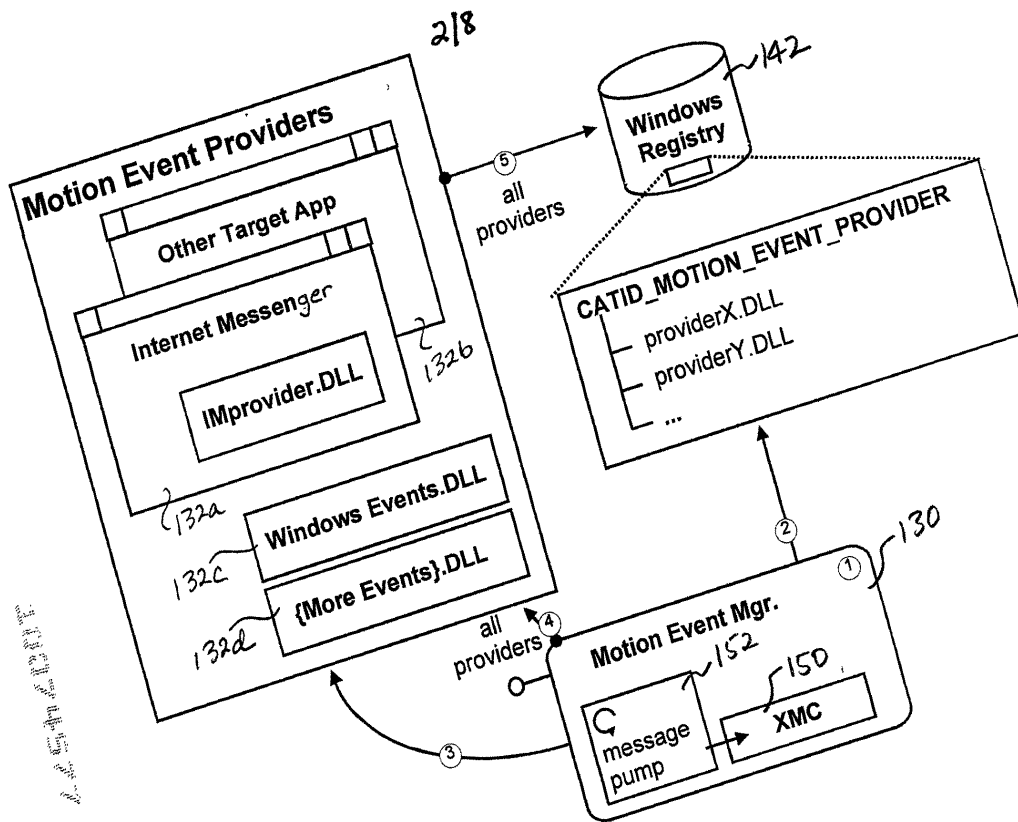 2/8
Motion Event Providers
Other Target App
Internet Messenger
IMprovider.DLL
132b
132a
Windows Events.DLL
132c
{More Events}.DLL
132d
5
all
providers
142
Windows
Registry
CATID_MOTION_EVENT_PROVIDER
providerX.DLL
providerY.DLL
...
2
130
1
4
all
providers
Motion Event Mgr.
152
150
message
pump
XMC
3